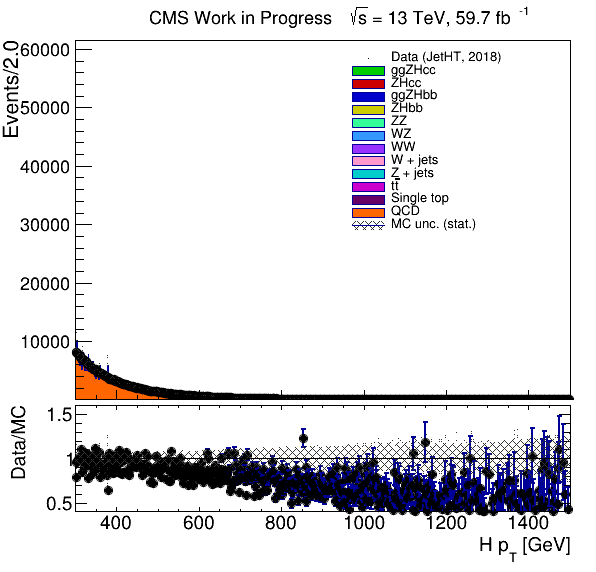 CMS Work in Progress √s = 13 TeV, 59.7 fb -1
Events/2.0
60000
50000
40000
30000
20000
10000
Data (JetHT, 2018)
ggZHcc
ZHcc
ggZHbb
ZHbb
ZZ
WZ
WW
W + jets
Z + jets
tt̅
Single top
QCD
MC unc. (stat.)
Data/MC
1.5
1
0.5
400 600 800 1000 1200 1400
H pT [GeV]